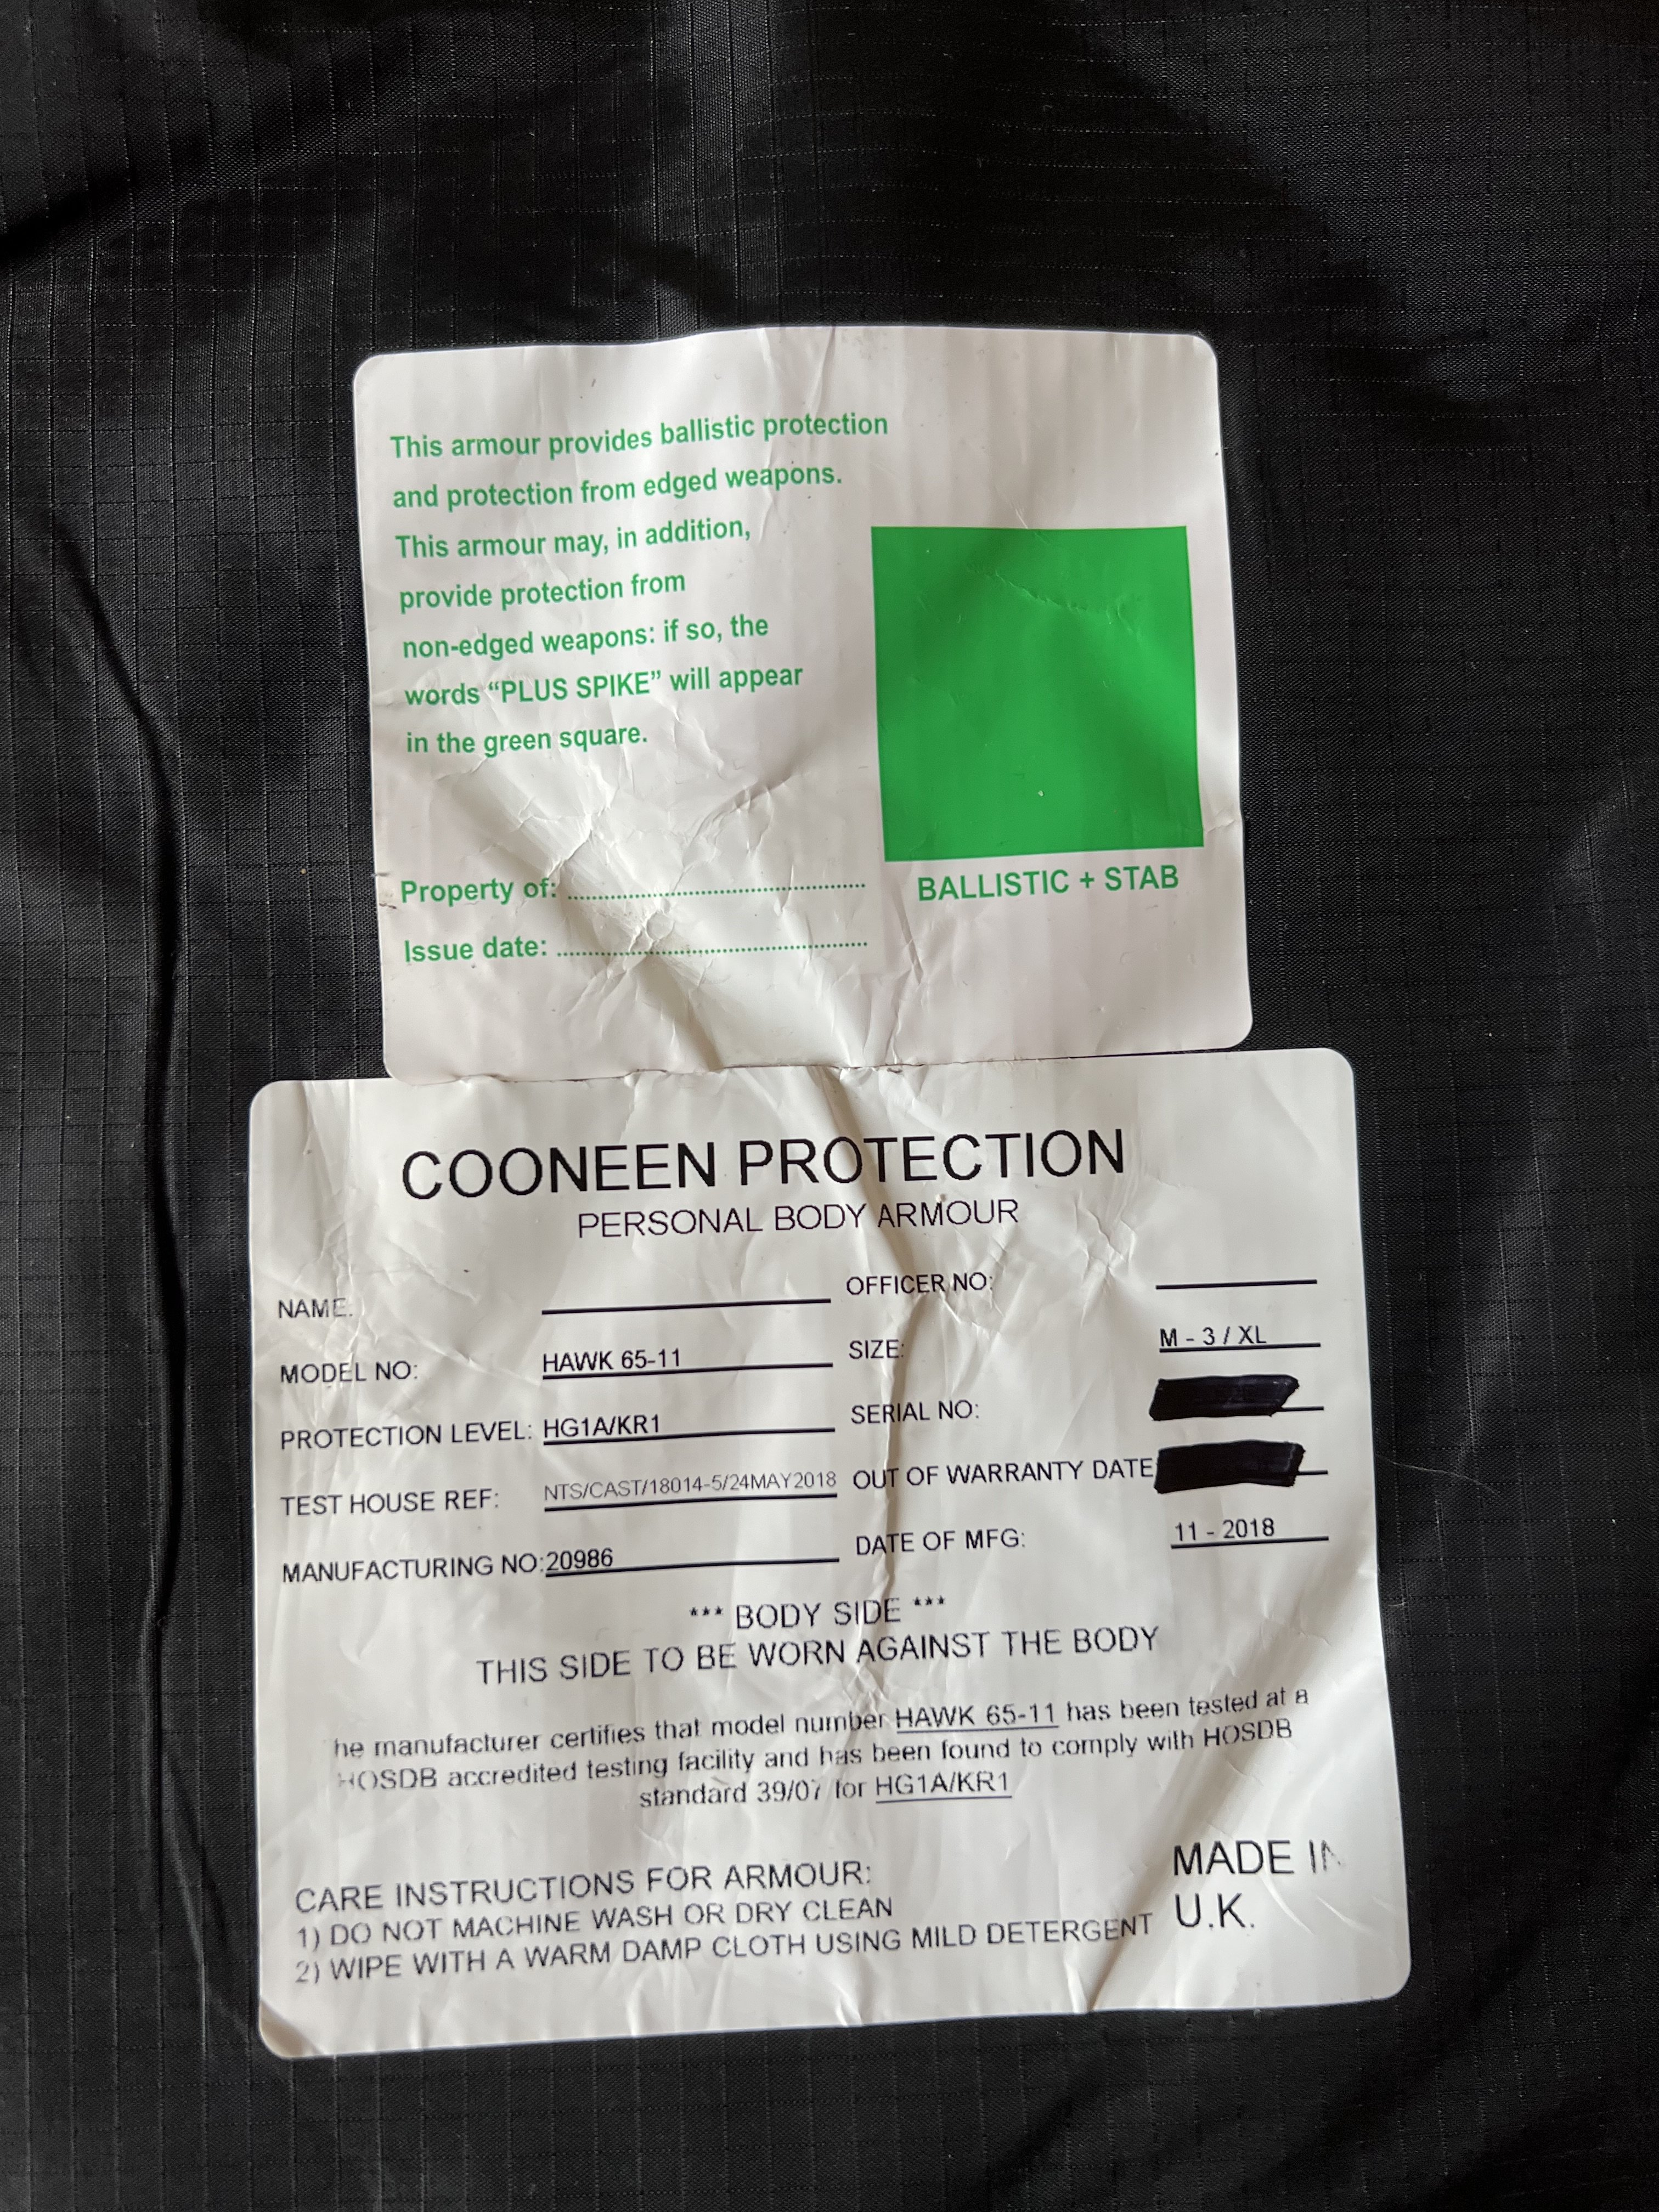 This armour provides ballistic protection
and protection from edged weapons.
This armour may, in addition,
provide protection from
non-edged weapons: if so, the
words “PLUS SPIKE” will appear
in the green square.
BALLISTIC + STAB
Property of: ....................................
Issue date: ......................................
COONEEN PROTECTION
PERSONAL BODY ARMOUR
NAME: OFFICER NO:
MODEL NO: HAWK 65-11 SIZE: M - 3 / XL
PROTECTION LEVEL: HG1A/KR1 SERIAL NO:
TEST HOUSE REF: NTS/CAST/18014-5/24MAY2018 OUT OF WARRANTY DATE
MANUFACTURING NO: 20986 DATE OF MFG: 11 - 2018
*** BODY SIDE ***
THIS SIDE TO BE WORN AGAINST THE BODY
he manufacturer certifies that model number HAWK 65-11 has been tested at a
HOSDB accredited testing facility and has been found to comply with HOSDB
standard 39/07 for HG1A/KR1
CARE INSTRUCTIONS FOR ARMOUR:
1) DO NOT MACHINE WASH OR DRY CLEAN
2) WIPE WITH A WARM DAMP CLOTH USING MILD DETERGENT
MADE IN
U.K.